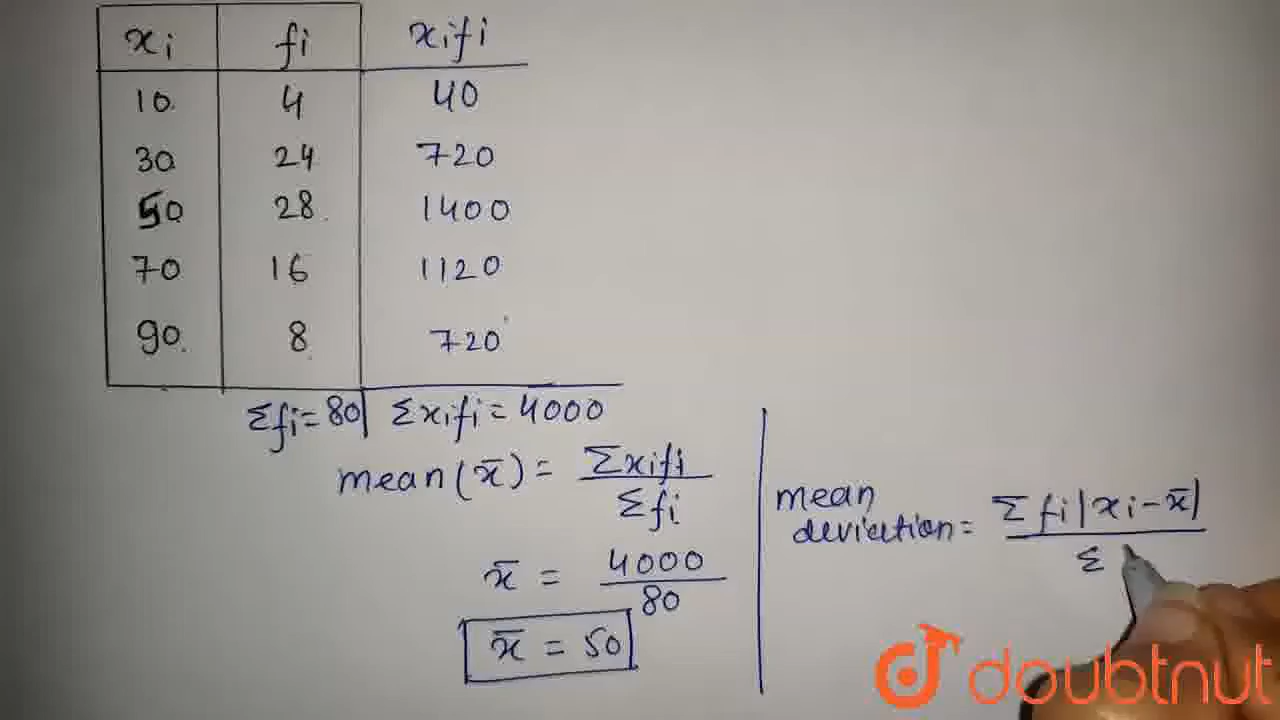 xi fi xifi
10 4 40
30 24 720
50 28 1400
70 16 1120
90 8 720
Σfi = 80 Σxifi = 4000
mean (x̄) = Σxifi / Σfi
x̄ = 4000 / 80
x̄ = 50
mean
deviation = Σ fi |xi - x̄| / Σ
doubtnut